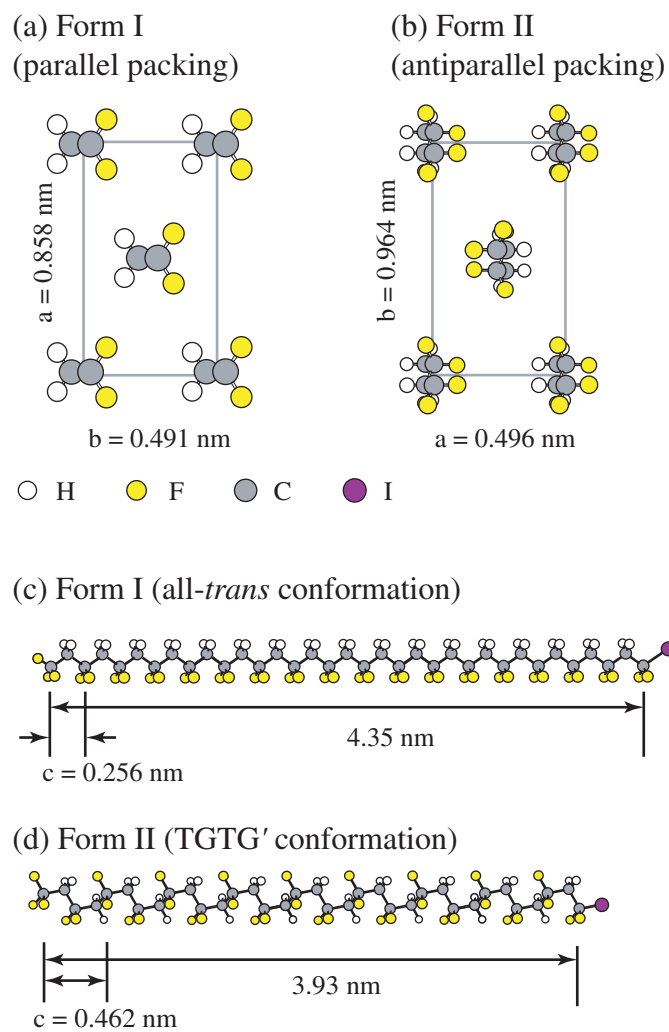 (a) Form I
(parallel packing)
(b) Form II
(antiparallel packing)
a = 0.858 nm
b = 0.491 nm
b = 0.964 nm
a = 0.496 nm
H F C I
(c) Form I (all-trans conformation)
4.35 nm
c = 0.256 nm
(d) Form II (TGTG′ conformation)
3.93 nm
c = 0.462 nm